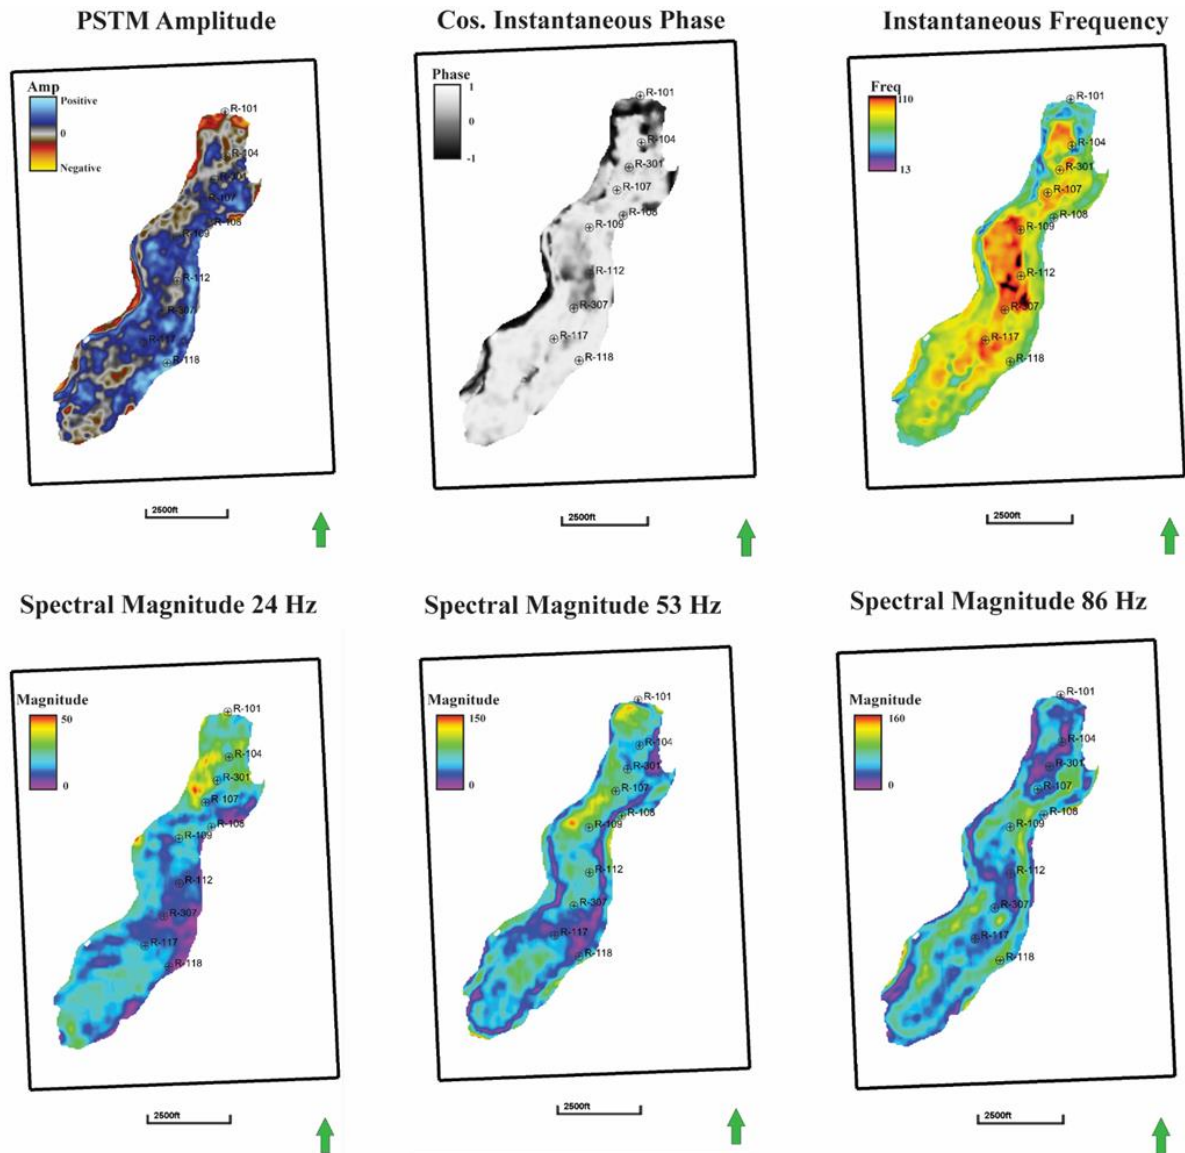 PSTM Amplitude
Cos. Instantaneous Phase
Instantaneous Frequency
Amp
Positive
0
Negative
R-101
R-104
R-301
R-107
R-108
R-109
R-112
R-307
R-117
R-118
2500ft
Phase
1
-1
R-101
R-104
R-301
R-107
R-108
R-109
R-112
R-307
R-117
R-118
2500ft
Freq
110
13
R-101
R-104
R-301
R-107
R-108
R-109
R-112
R-307
R-117
R-118
2500ft
Spectral Magnitude 24 Hz
Spectral Magnitude 53 Hz
Spectral Magnitude 86 Hz
Magnitude
50
0
R-101
R-104
R-301
R-107
R-108
R-109
R-112
R-307
R-117
R-118
2500ft
Magnitude
150
0
R-101
R-104
R-301
R-107
R-108
R-109
R-112
R-307
R-117
R-118
2500ft
Magnitude
160
0
R-101
R-104
R-301
R-107
R-108
R-109
R-112
R-307
R-117
R-118
2500ft